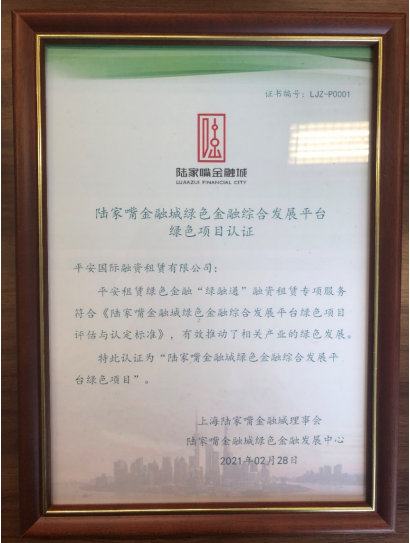 证书编号：LJZ-P0001
陆家嘴金融城
LUJIAZUI FINANCIAL CITY
陆家嘴金融城绿色金融综合发展平台
绿色项目认证
平安国际融资租赁有限公司：
平安租赁绿色金融“绿融通”融资租赁专项服务
符合《陆家嘴金融城绿色金融综合发展平台绿色项目
评估与认定标准》，有效推动了相关产业的绿色发展。
特此认证为“陆家嘴金融城绿色金融综合发展平
台绿色项目”。
上海陆家嘴金融城理事会
陆家嘴金融城绿色金融发展中心
2021年02月28日